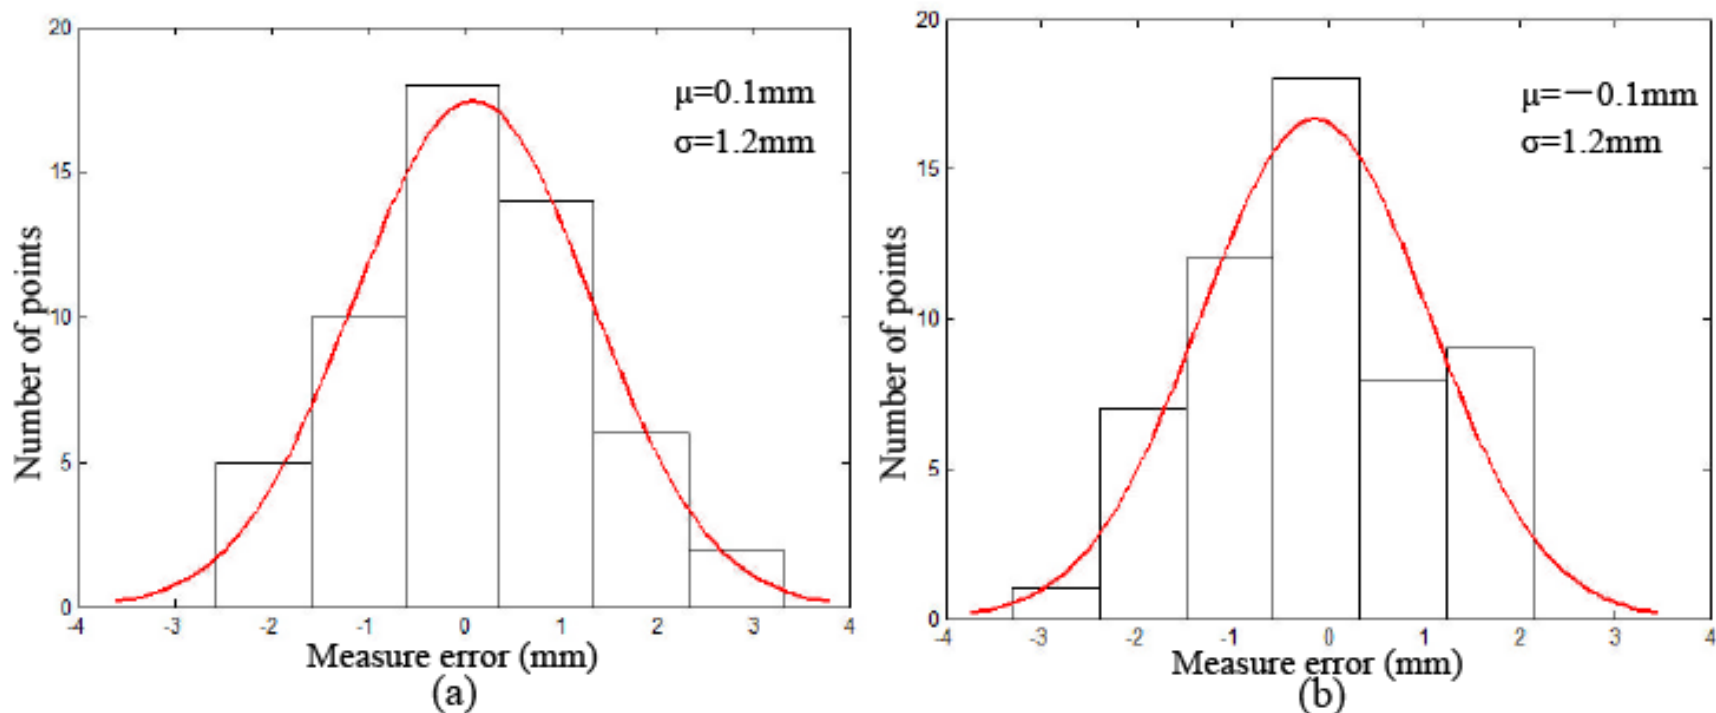 20
15
10
5
0
-4 -3 -2 -1 0 1 2 3 4
Number of points
Measure error (mm)
μ=0.1mm
σ=1.2mm
(a)
20
15
10
5
0
-4 -3 -2 -1 0 1 2 3 4
Number of points
Measure error (mm)
μ=－0.1mm
σ=1.2mm
(b)